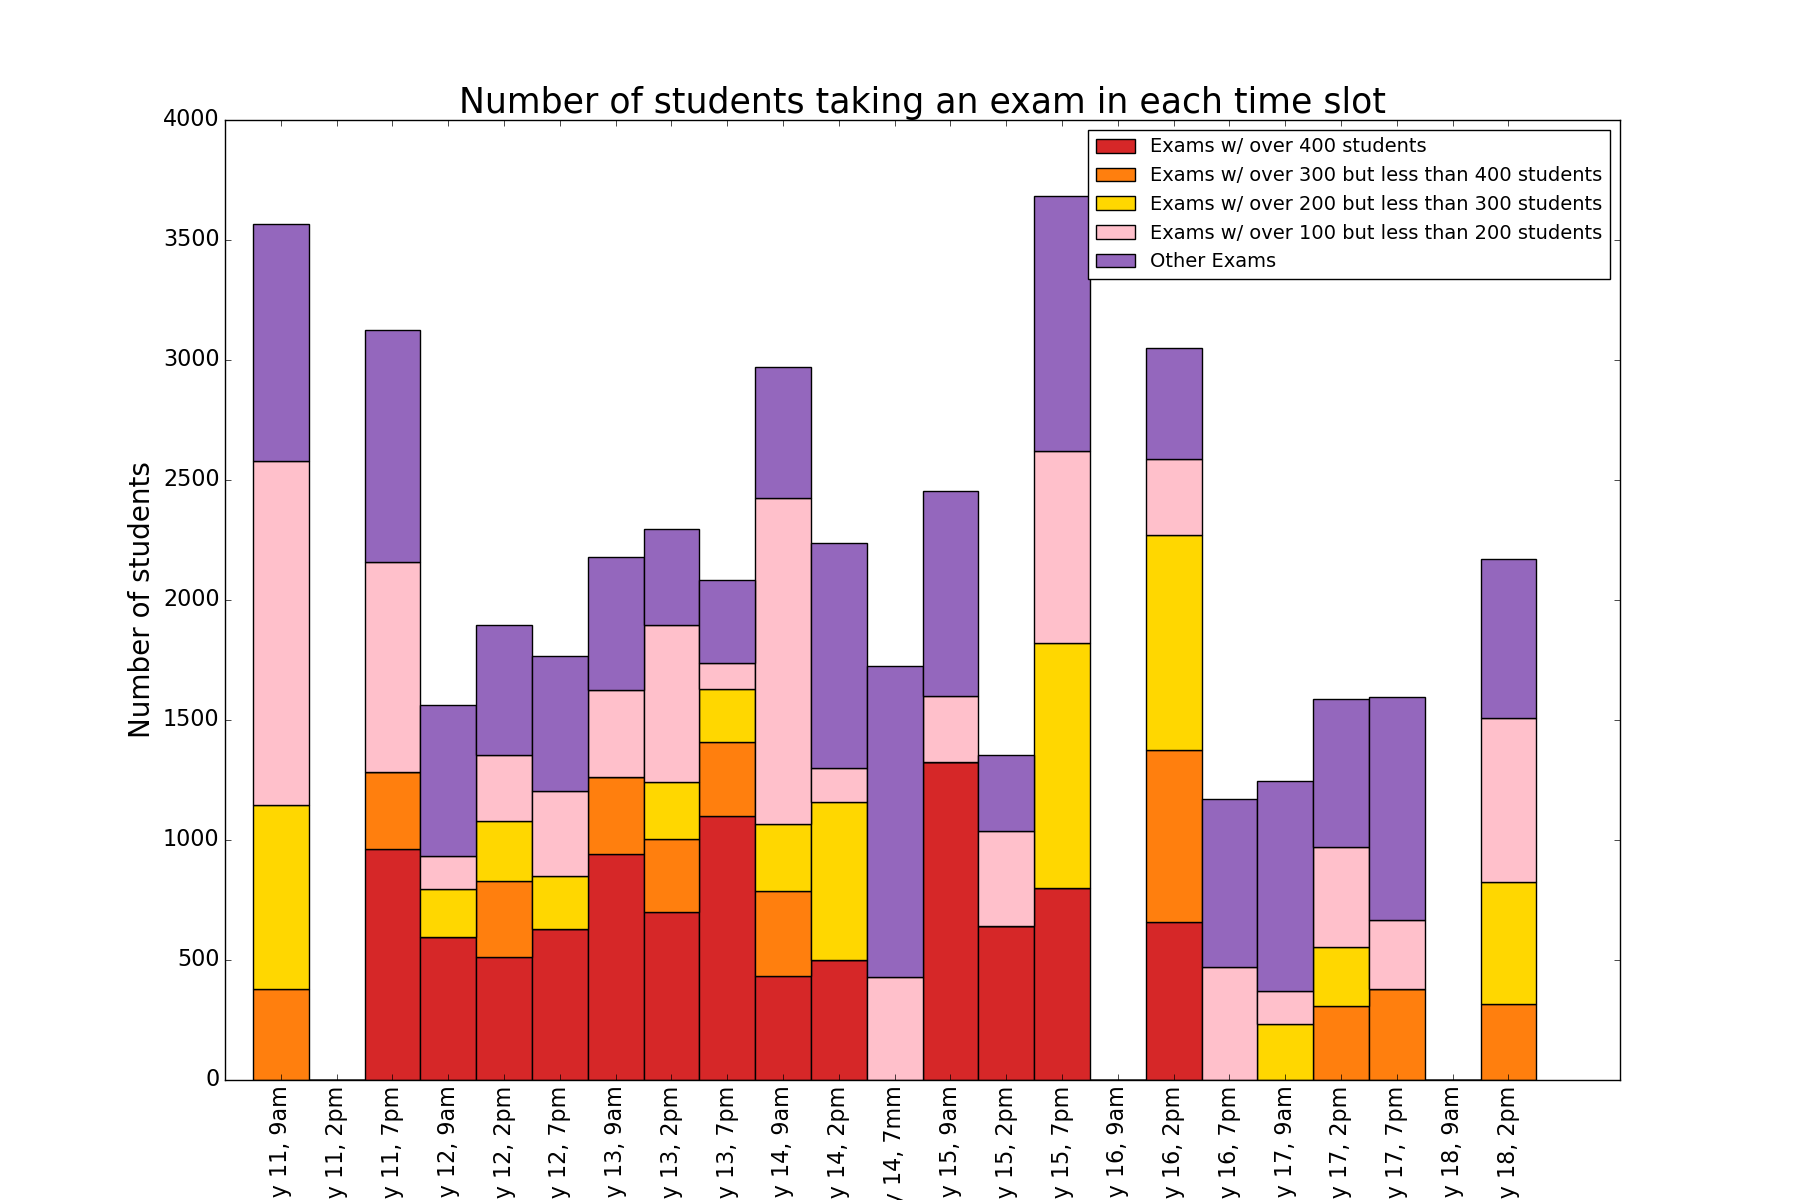 Number of students taking an exam in each time slot
Exams w/ over 400 students
Exams w/ over 300 but less than 400 students
Exams w/ over 200 but less than 300 students
Exams w/ over 100 but less than 200 students
Other Exams
Number of students
4000
3500
3000
2500
2000
1500
1000
500
0
y 11, 9am
y 11, 2pm
y 11, 7pm
y 12, 9am
y 12, 2pm
y 12, 7pm
y 13, 9am
y 13, 2pm
y 13, 7pm
y 14, 9am
y 14, 2pm
y 14, 7mm
y 15, 9am
y 15, 2pm
y 15, 7pm
y 16, 9am
y 16, 2pm
y 16, 7pm
y 17, 9am
y 17, 2pm
y 17, 7pm
y 18, 9am
y 18, 2pm